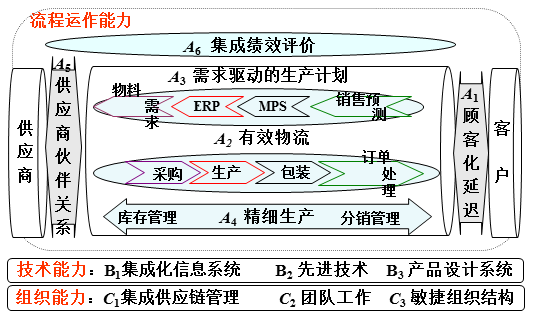 流程运作能力
A6 集成绩效评价
A5 供应商伙伴关系
A3 需求驱动的生产计划
A1 顾客化延迟
供应商
客户
物料需求
ERP
MPS
销售预测
A2 有效物流
采购
生产
包装
订单处理
库存管理
A4 精细生产
分销管理
技术能力：B1集成化信息系统 B2 先进技术 B3 产品设计系统
组织能力：C1集成供应链管理 C2 团队工作 C3 敏捷组织结构